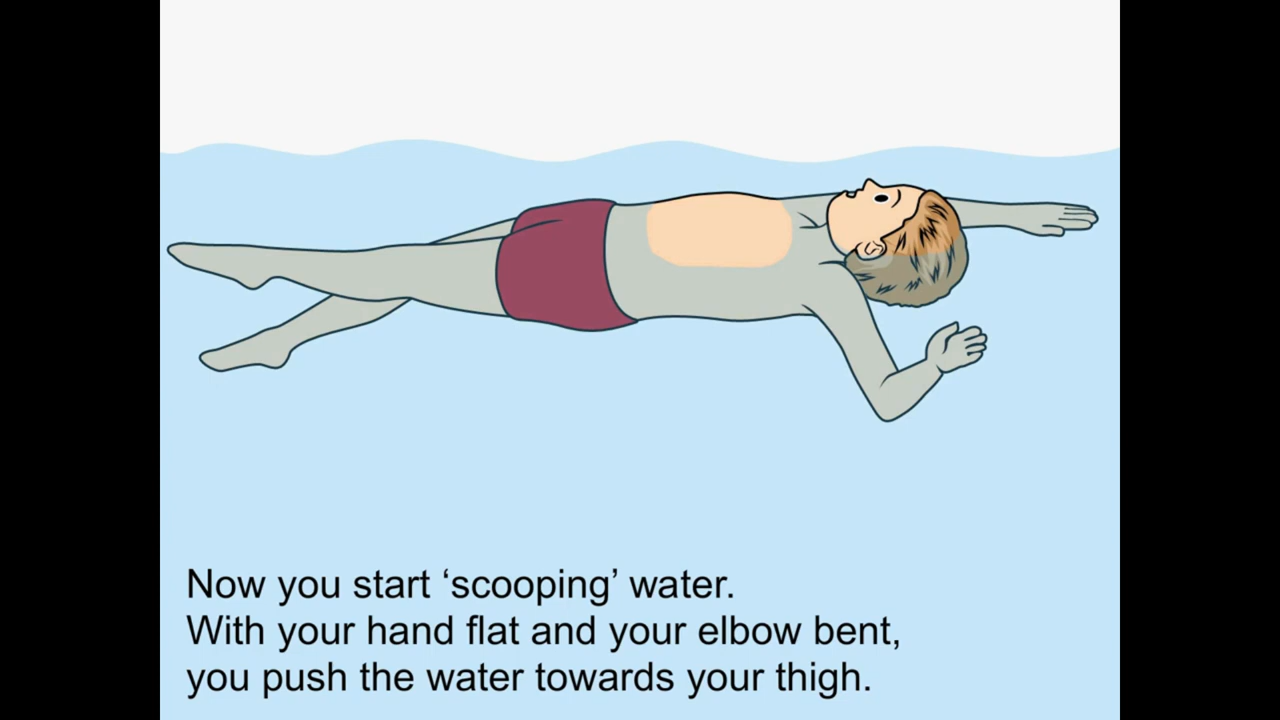 Now you start ‘scooping’ water.
With your hand flat and your elbow bent,
you push the water towards your thigh.